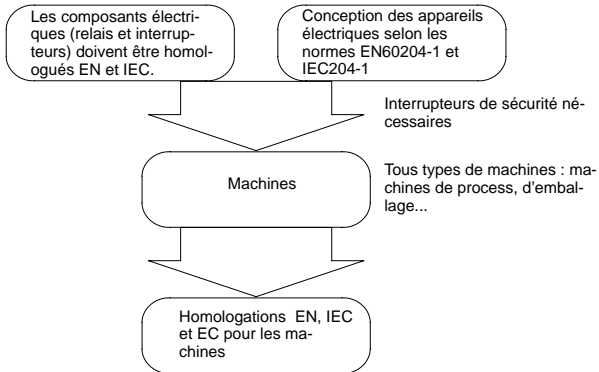 Les composants électri-
ques (relais et interrup-
teurs) doivent être homol-
ogués EN et IEC.
Conception des appareils
électriques selon les
normes EN60204-1 et
IEC204-1
Interrupteurs de sécurité né-
cessaires
Machines
Tous types de machines : ma-
chines de process, d'embal-
lage...
Homologations  EN, IEC
et EC pour les ma-
chines